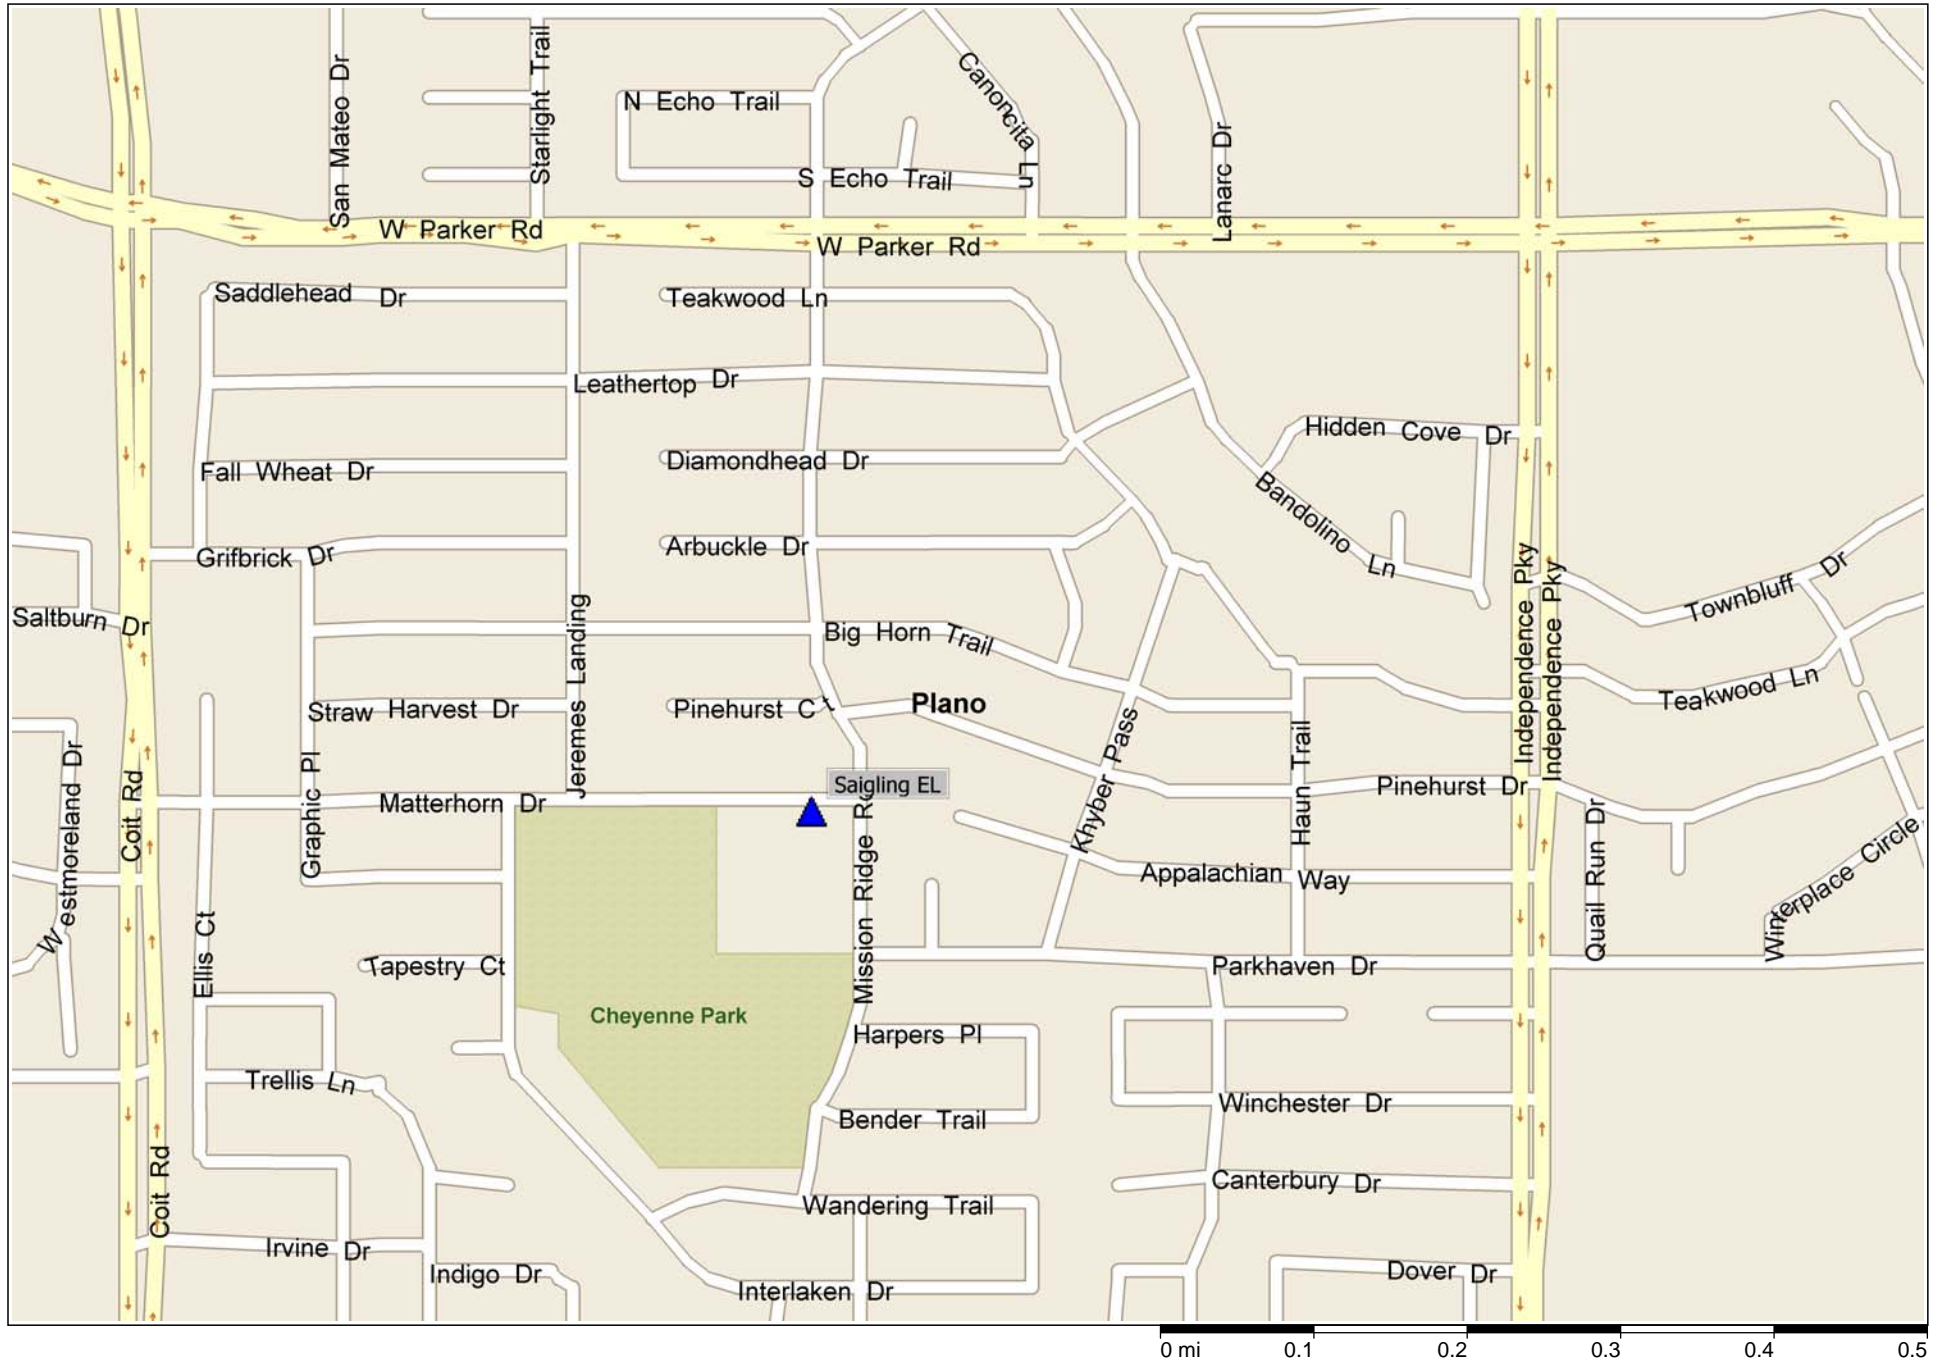 San Mateo Dr
Starlight Trail
N Echo Trail
Canoncita Ln
S Echo Trail
Lanarc Dr
W Parker Rd
W Parker Rd
Saddlehead Dr
Teakwood Ln
Leathertop Dr
Hidden Cove Dr
Fall Wheat Dr
Diamondhead Dr
Bandolino Ln
Grifbrick Dr
Arbuckle Dr
Independence Pky
Independence Pky
Townbluff Dr
Saltburn Dr
Jeremes Landing
Big Horn Trail
Teakwood Ln
Straw Harvest Dr
Pinehurst Ct
Plano
Khyber Pass
Haun Trail
Westmoreland Dr
Coit Rd
Graphic Pl
Matterhorn Dr
Saigling EL
Pinehurst Dr
Quail Run Dr
Winterplace Circle
Mission Ridge Rd
Appalachian Way
Ellis Ct
Tapestry Ct
Parkhaven Dr
Cheyenne Park
Harpers Pl
Trellis Ln
Bender Trail
Winchester Dr
Coit Rd
Canterbury Dr
Wandering Trail
Irvine Dr
Indigo Dr
Interlaken Dr
Dover Dr
0 mi 0.1 0.2 0.3 0.4 0.5